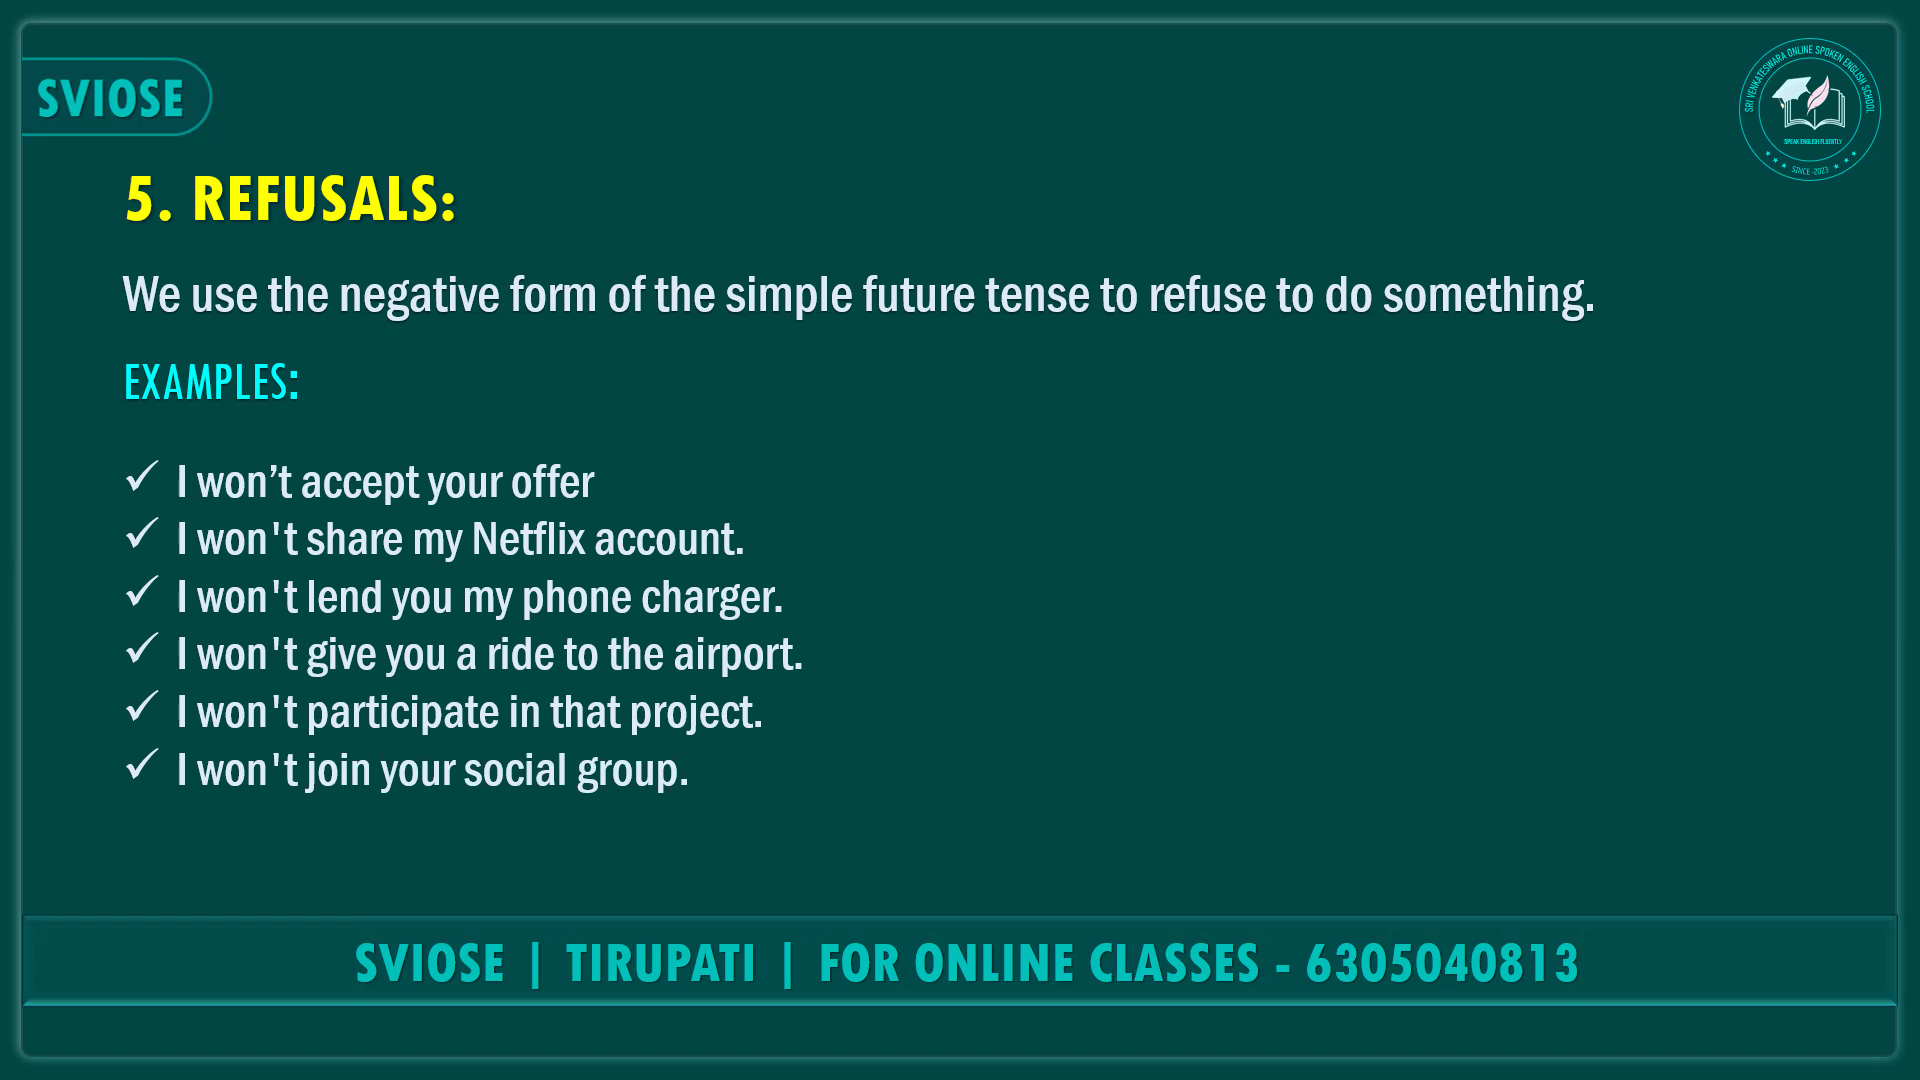 SVIOSE
SRI VENKATESWARA ONLINE SPOKEN ENGLISH SCHOOL
SPEAK ENGLISH FLUENTLY
SINCE -2023
5. REFUSALS:
We use the negative form of the simple future tense to refuse to do something.
EXAMPLES:
✓ I won’t accept your offer
✓ I won't share my Netflix account.
✓ I won't lend you my phone charger.
✓ I won't give you a ride to the airport.
✓ I won't participate in that project.
✓ I won't join your social group.
SVIOSE | TIRUPATI | FOR ONLINE CLASSES - 6305040813